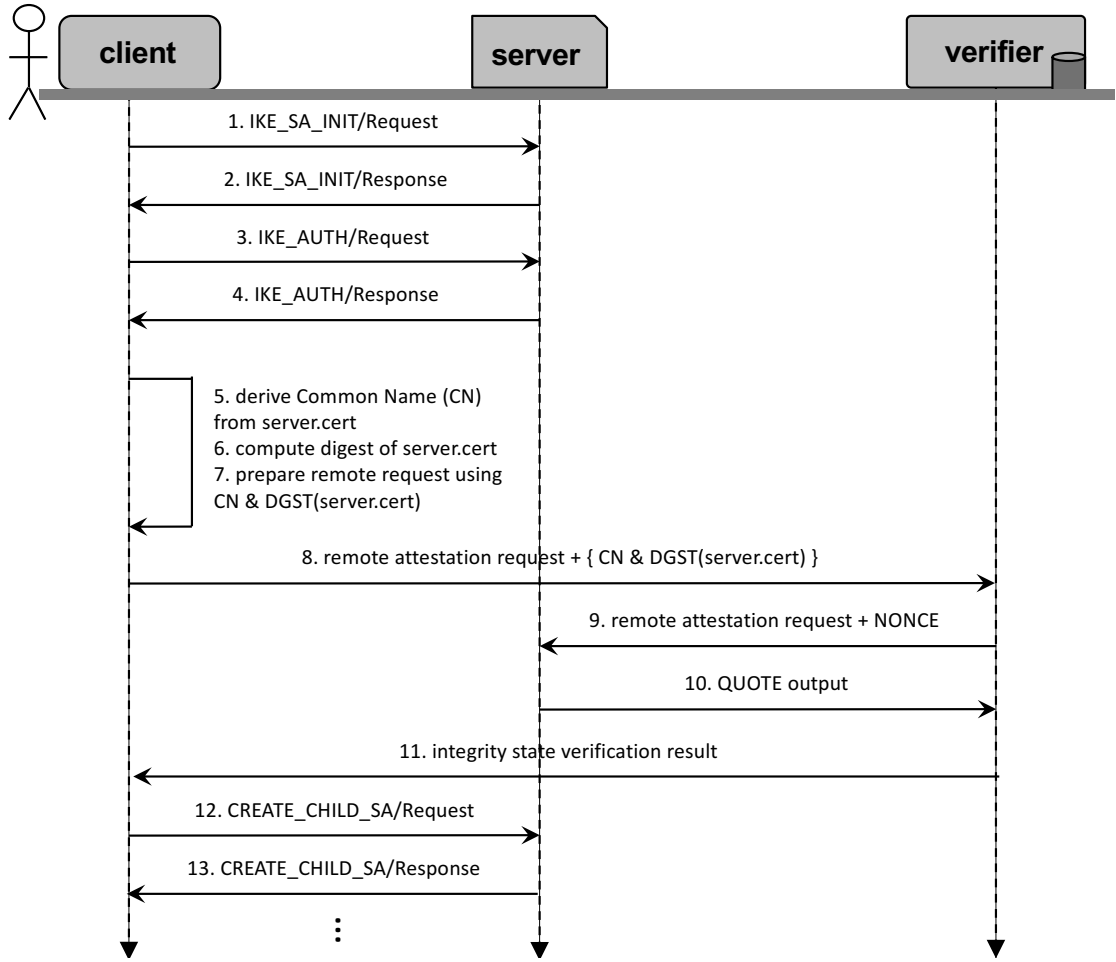 client
server
verifier
1. IKE_SA_INIT/Request
2. IKE_SA_INIT/Response
3. IKE_AUTH/Request
4. IKE_AUTH/Response
5. derive Common Name (CN)
from server.cert
6. compute digest of server.cert
7. prepare remote request using
CN & DGST(server.cert)
8. remote attestation request + { CN & DGST(server.cert) }
9. remote attestation request + NONCE
10. QUOTE output
11. integrity state verification result
12. CREATE_CHILD_SA/Request
13. CREATE_CHILD_SA/Response
⋮